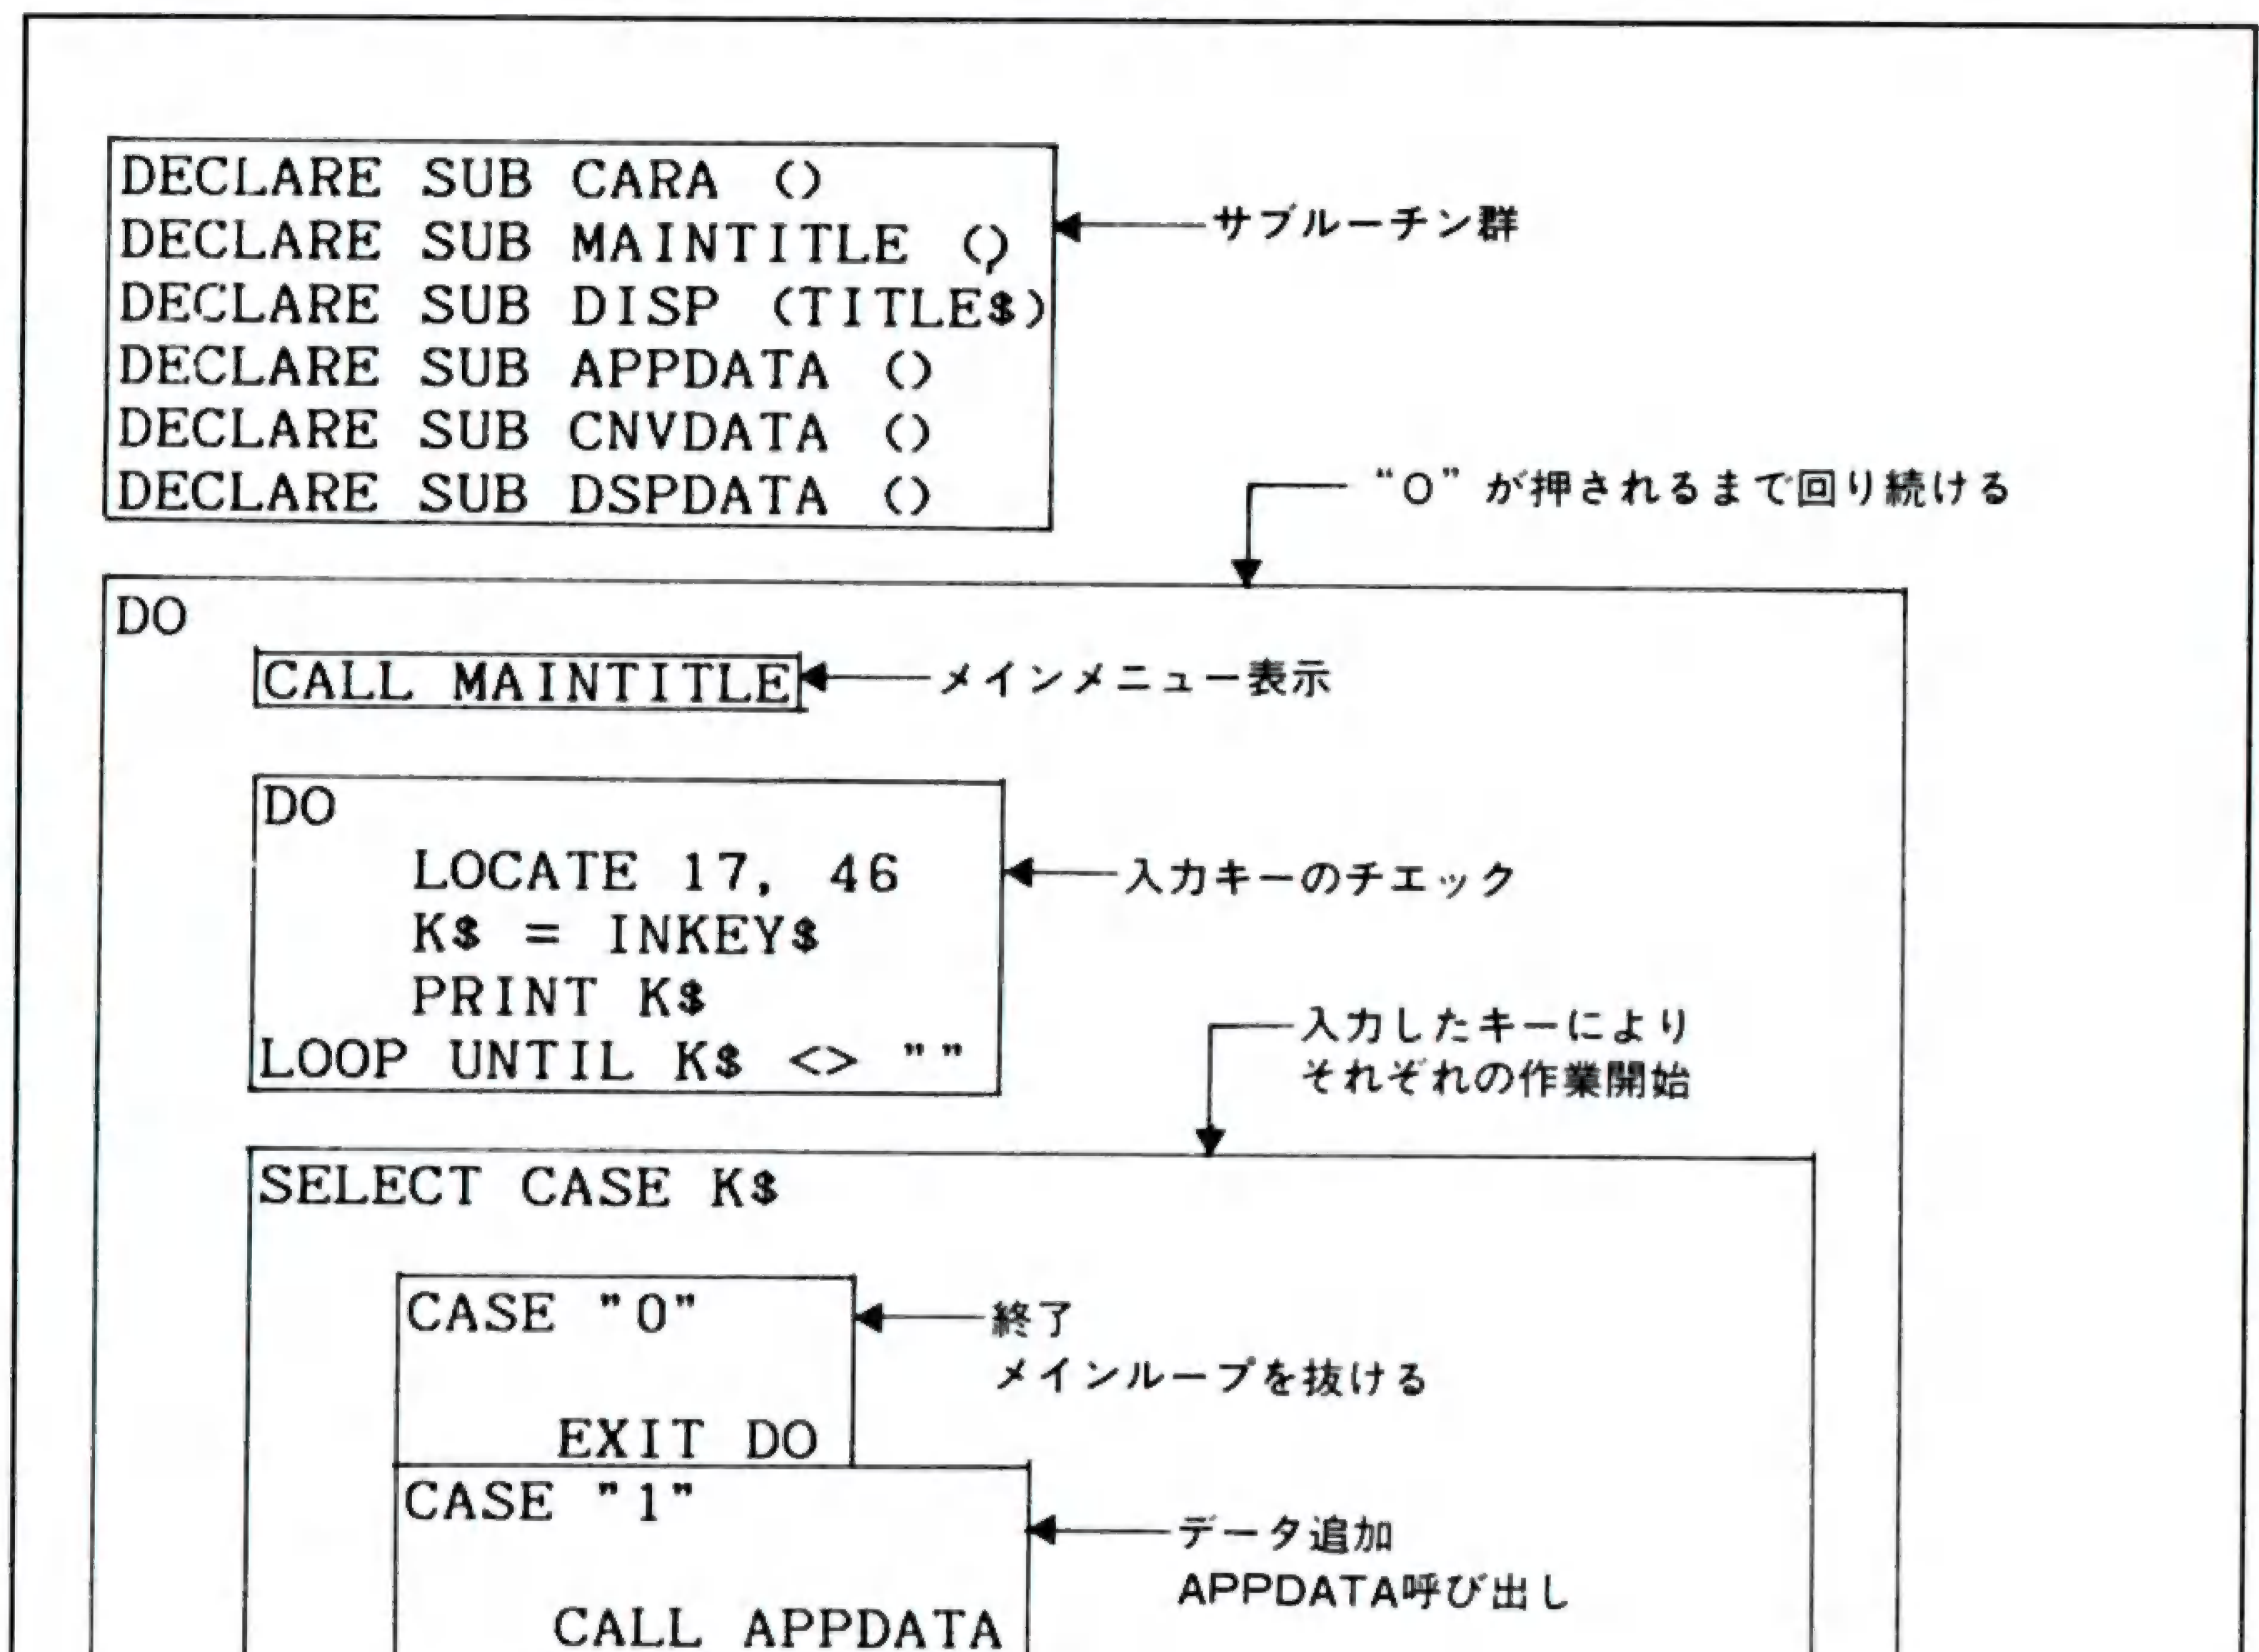 DECLARE SUB CARA ()
DECLARE SUB MAINTITLE ()
サブルーチン群
DECLARE SUB DISP (TITLE$)
DECLARE SUB APPDATA ()
DECLARE SUB CNVDATA ()
DECLARE SUB DSPDATA ()
“0” が押されるまで回り続ける
DO
CALL MAINTITLE
メインメニュー表示
DO
LOCATE 17, 46
入力キーのチェック
K$ = INKEY$
PRINT K$
LOOP UNTIL K$ <> ""
入力したキーにより
それぞれの作業開始
SELECT CASE K$
CASE "0"
終了
メインループを抜ける
EXIT DO
CASE "1"
データ追加
APPDATA呼び出し
CALL APPDATA